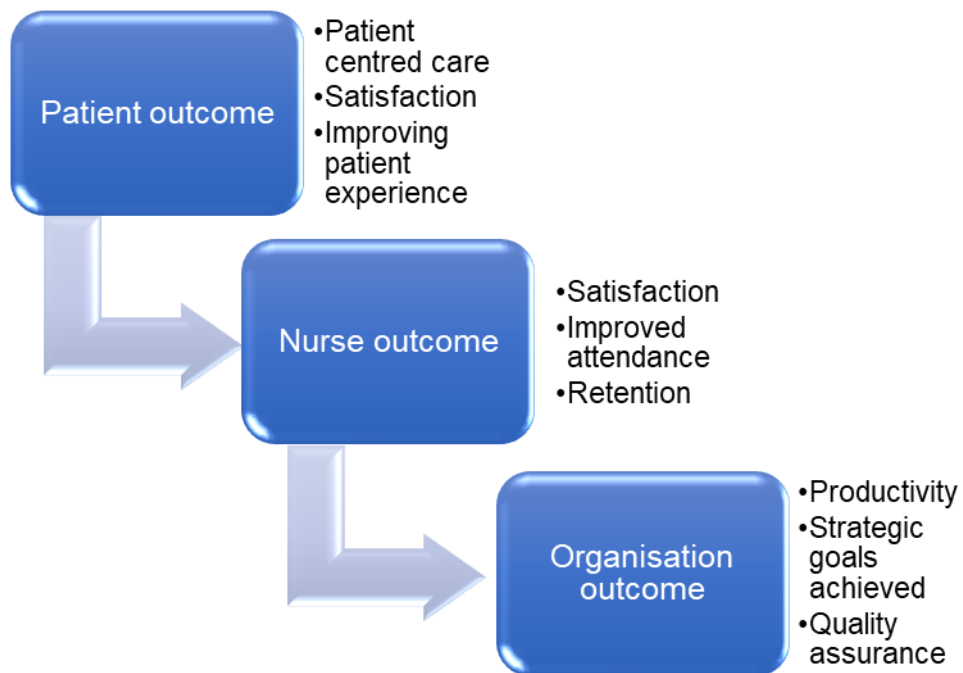 Patient outcome
•Patient
centred care
•Satisfaction
•Improving
patient
experience
Nurse outcome
•Satisfaction
•Improved
attendance
•Retention
Organisation
outcome
•Productivity
•Strategic
goals
achieved
•Quality
assurance